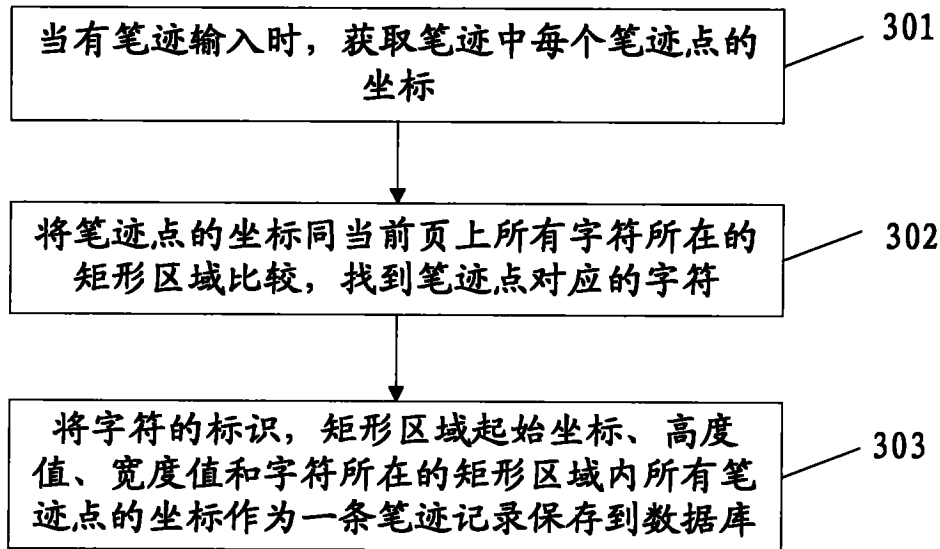 当有笔迹输入时，获取笔迹中每个笔迹点的
坐标
301
将笔迹点的坐标同当前页上所有字符所在的
矩形区域比较，找到笔迹点对应的字符
302
将字符的标识，矩形区域起始坐标、高度
值、宽度值和字符所在的矩形区域内所有笔
迹点的坐标作为一条笔迹记录保存到数据库
303